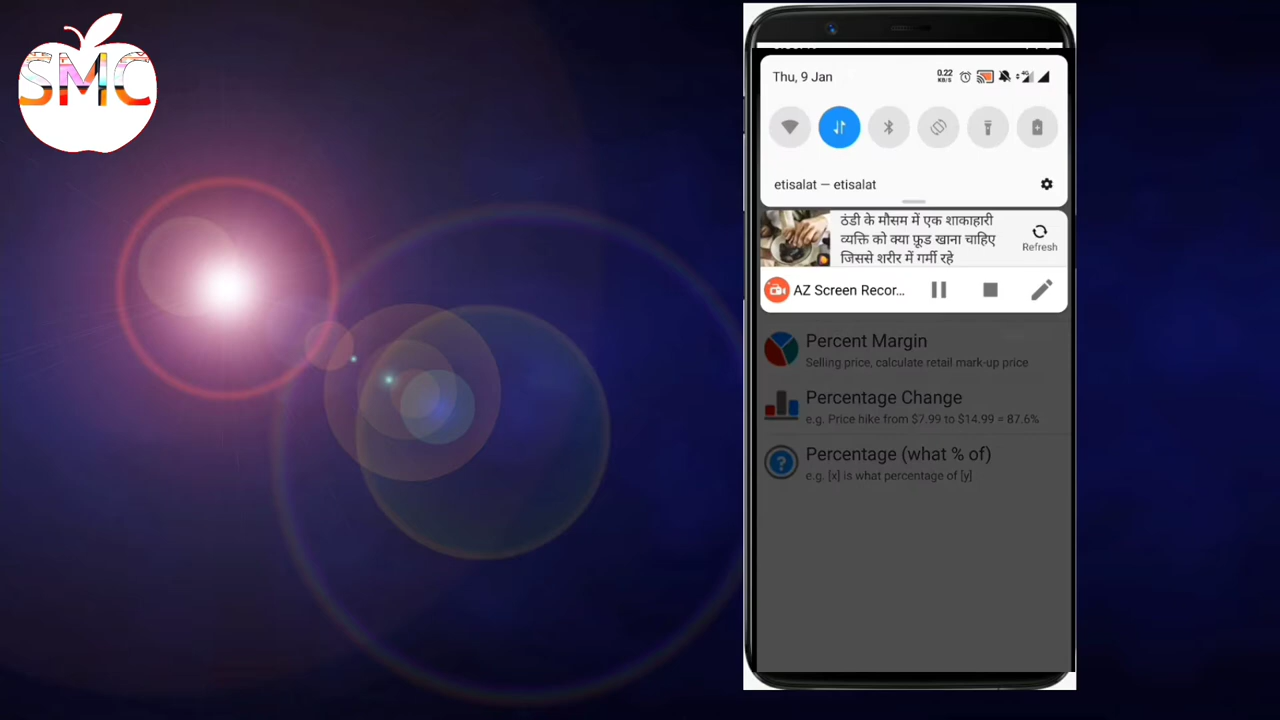 SMC
Thu, 9 Jan
0.22
KB/S
4G
etisalat — etisalat
ठंडी के मौसम में एक शाकाहारी
व्यक्ति को क्या फ़ूड खाना चाहिए
जिससे शरीर में गर्मी रहे
Refresh
AZ Screen Recor...
Percent Margin
Selling price, calculate retail mark-up price
Percentage Change
e.g. Price hike from $7.99 to $14.99 = 87.6%
Percentage (what % of)
e.g. [x] is what percentage of [y]